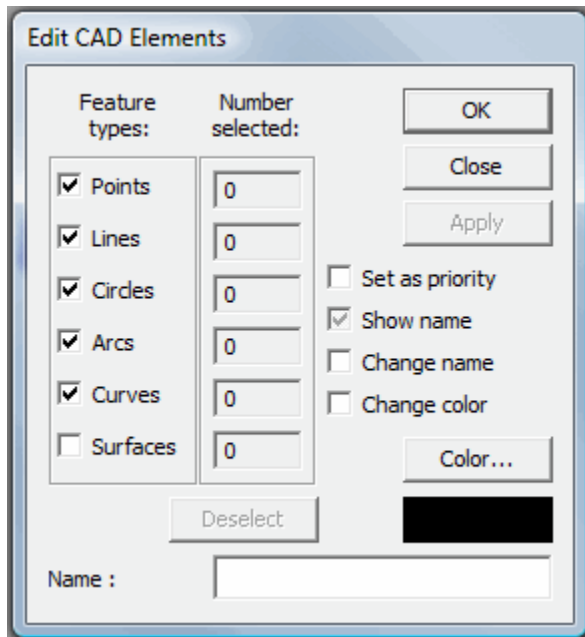 Edit CAD Elements
Feature types:
Number selected:
OK
Close
Apply
Points 0
Lines 0
Circles 0
Arcs 0
Curves 0
Surfaces 0
Set as priority
Show name
Change name
Change color
Color...
Deselect
Name :